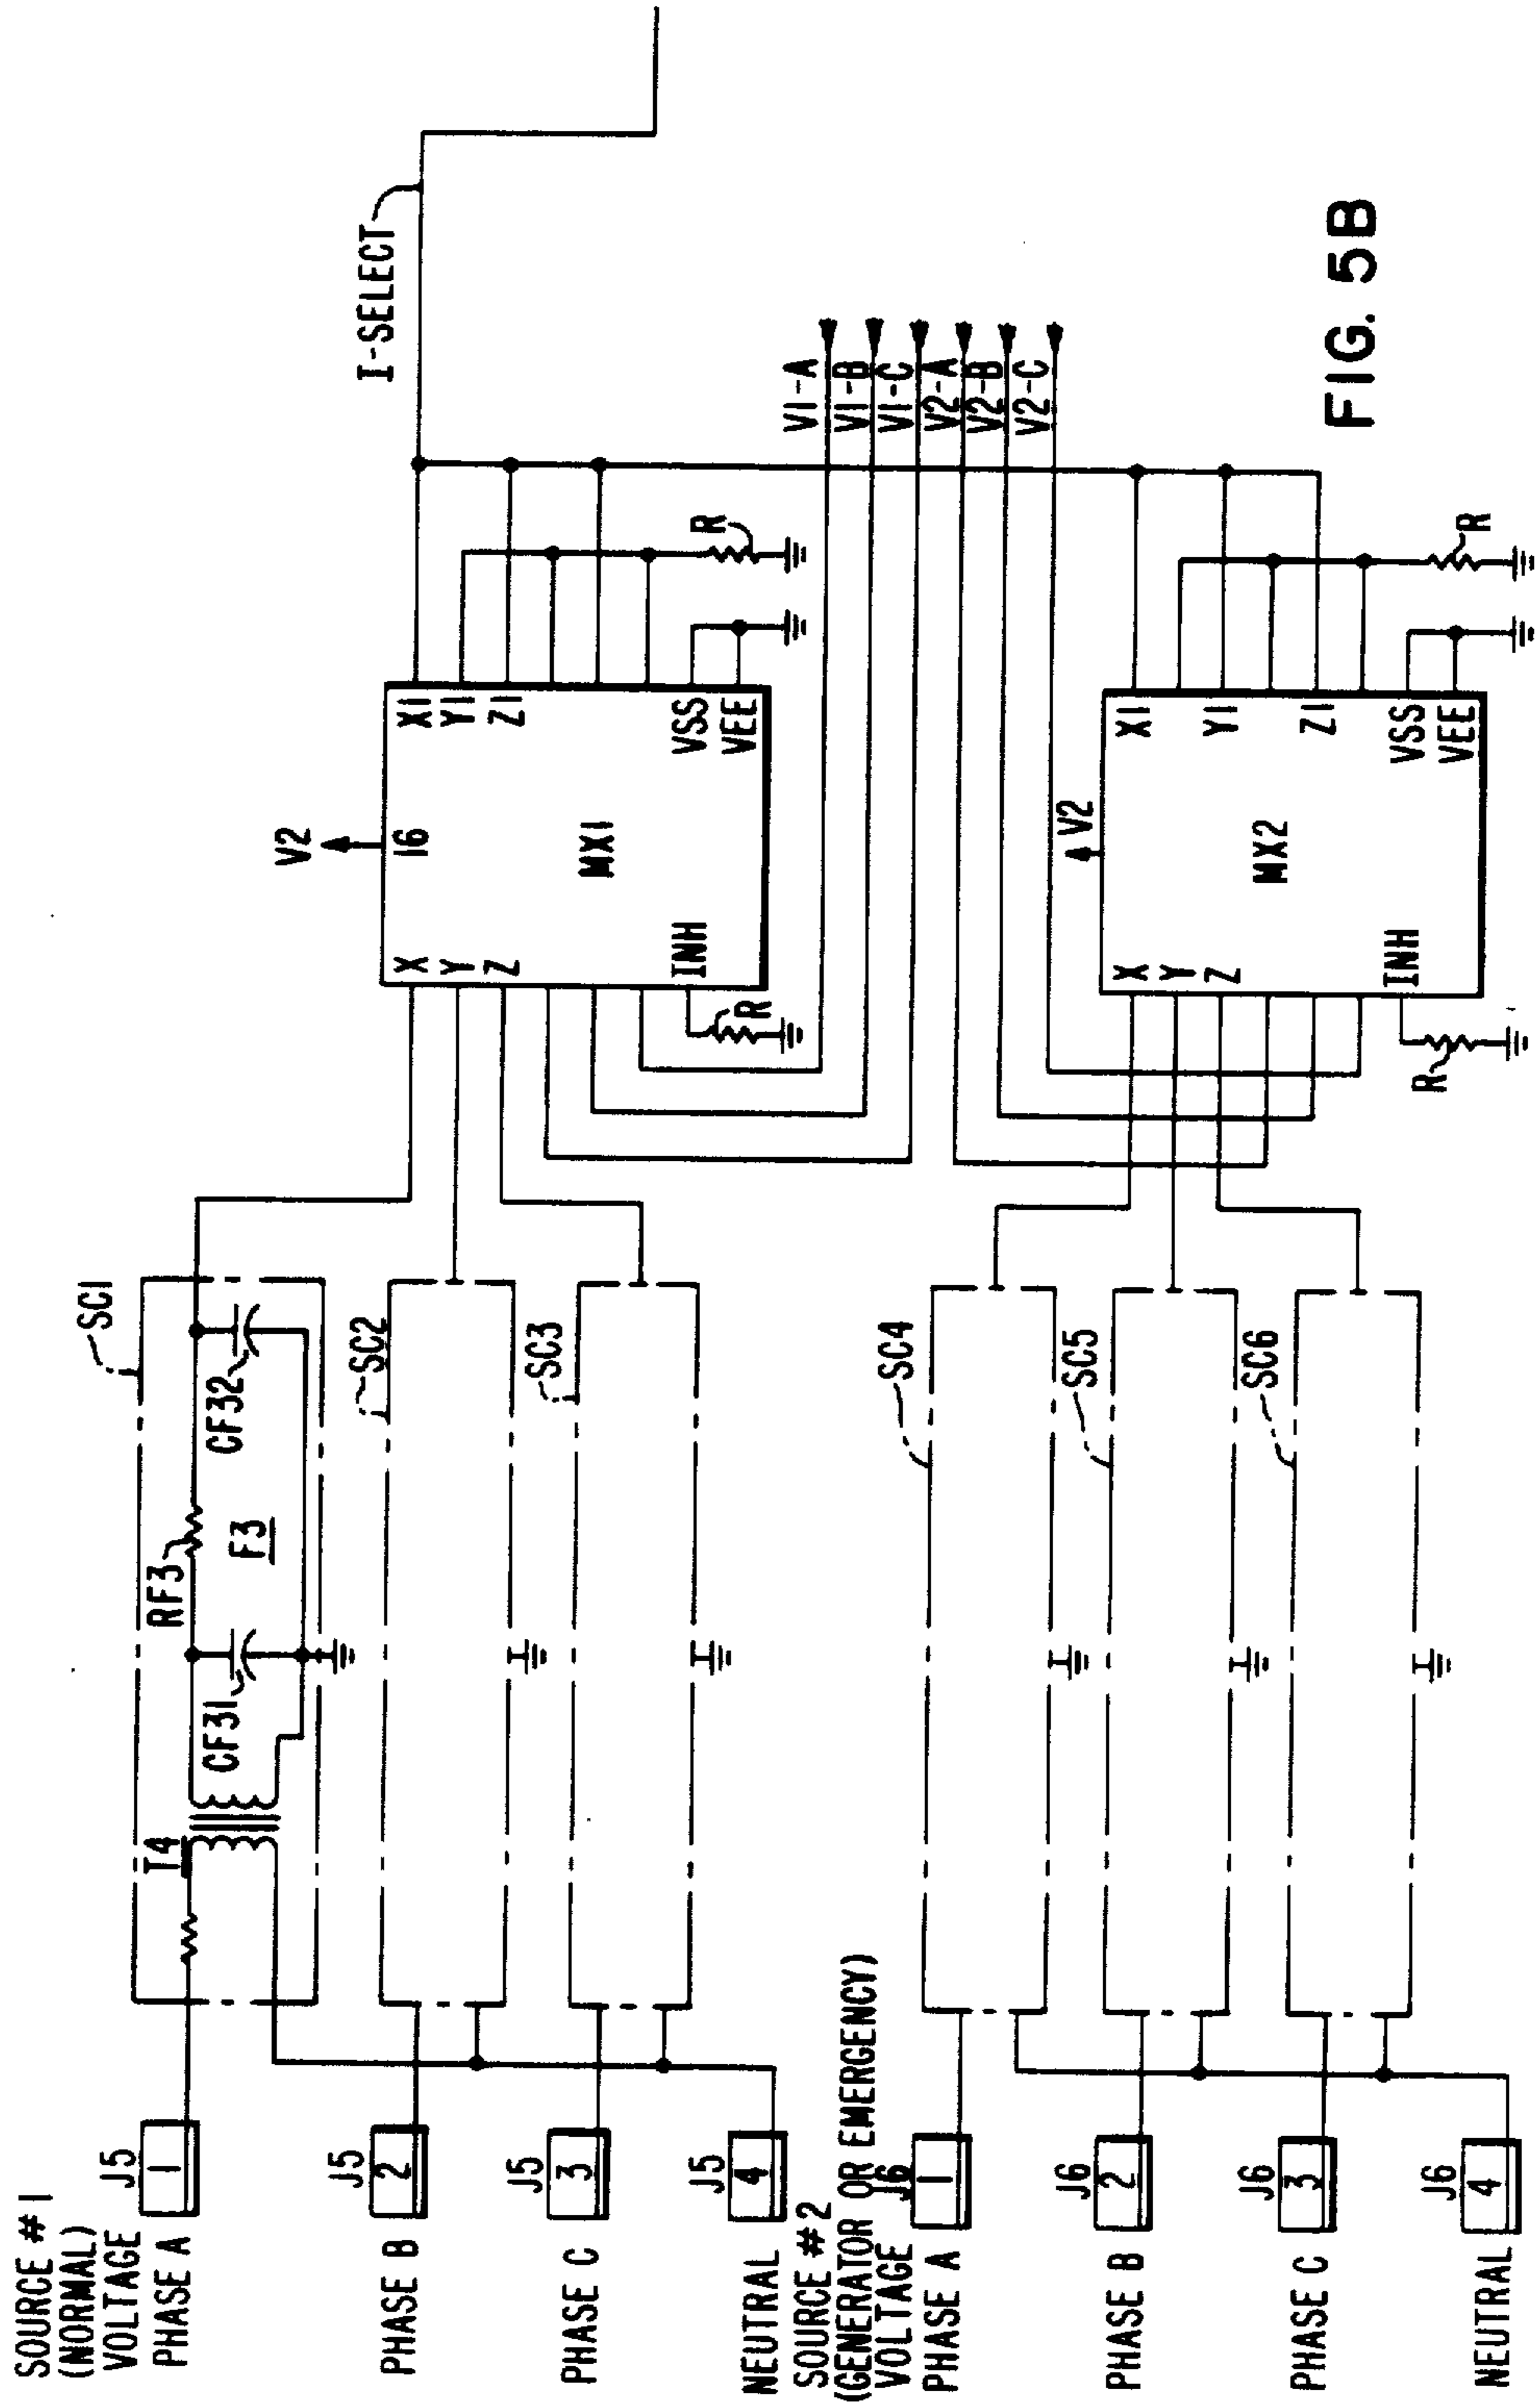 SOURCE #1
(NORMAL)
VOLTAGE
PHASE A
J5
1
PHASE B
J5
2
PHASE C
J5
3
NEUTRAL
J5
4
T4
CF31
RF3
F3
CF32
SC1
SC2
SC3
V2
16
X
Y
Z
INH
R
MX1
X1
Y1
Z1
VSS
VEE
R
I-SELECT
V1-A
V1-B
V1-C
V2-A
V2-B
V2-C
SOURCE #2
(GENERATOR OR EMERGENCY)
VOLTAGE
PHASE A
J6
1
PHASE B
J6
2
PHASE C
J6
3
NEUTRAL
J6
4
SC4
SC5
SC6
V2
X
Y
Z
INH
R
MX2
X1
Y1
Z1
VSS
VEE
R
FIG. 5B